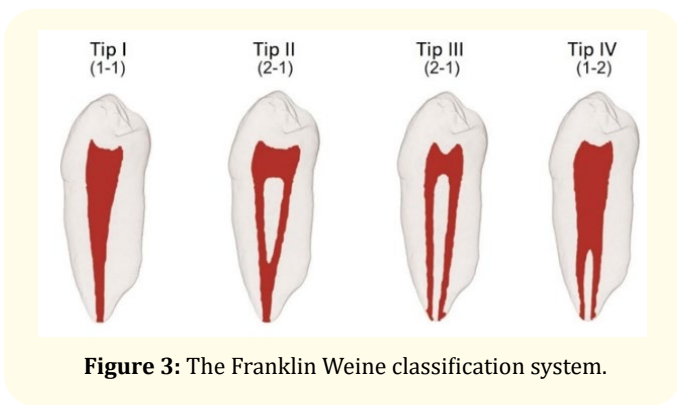 Tip I
(1-1)
Tip II
(2-1)
Tip III
(2-1)
Tip IV
(1-2)
Figure 3: The Franklin Weine classification system.